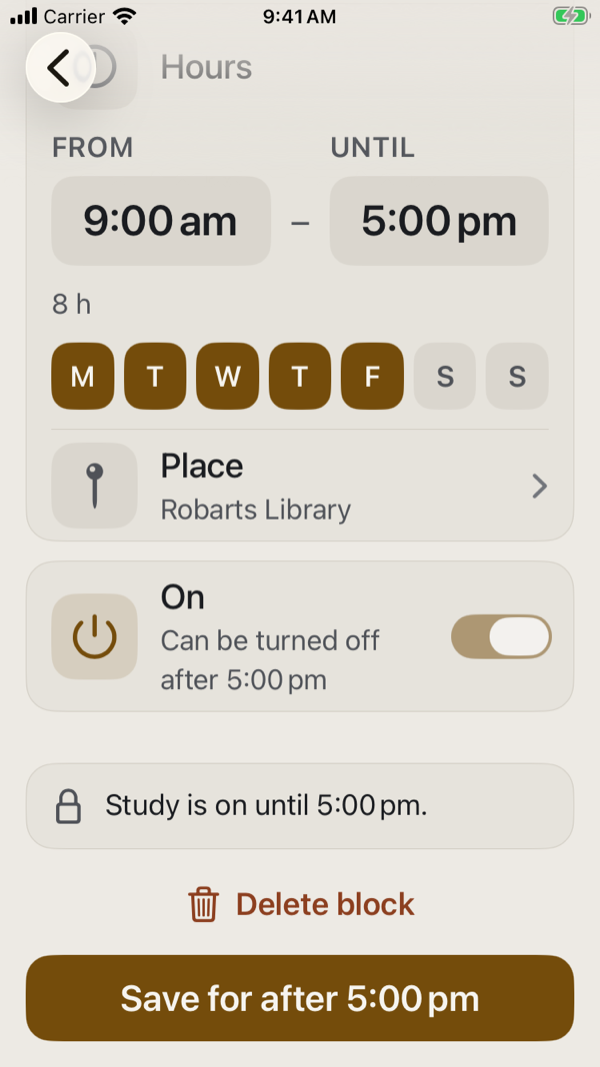 Carrier 9:41 AM
Hours
FROM UNTIL
9:00 am – 5:00 pm
8 h
M T W T F S S
Place
Robarts Library
On
Can be turned off
after 5:00 pm
Study is on until 5:00 pm.
Delete block
Save for after 5:00 pm